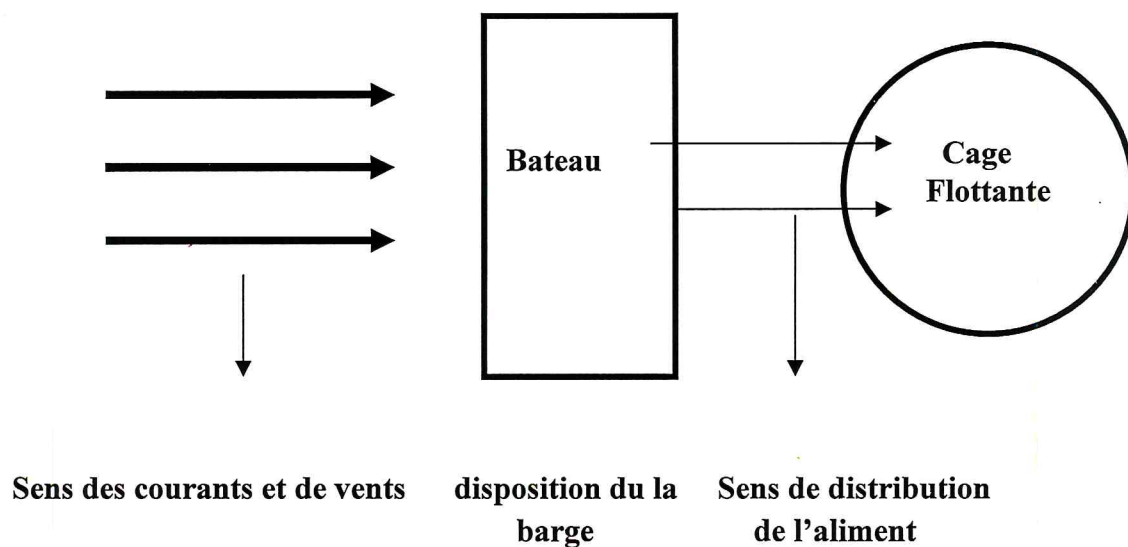 Bateau
Cage
Flottante
Sens des courants et de vents
disposition du la
barge
Sens de distribution
de l’aliment